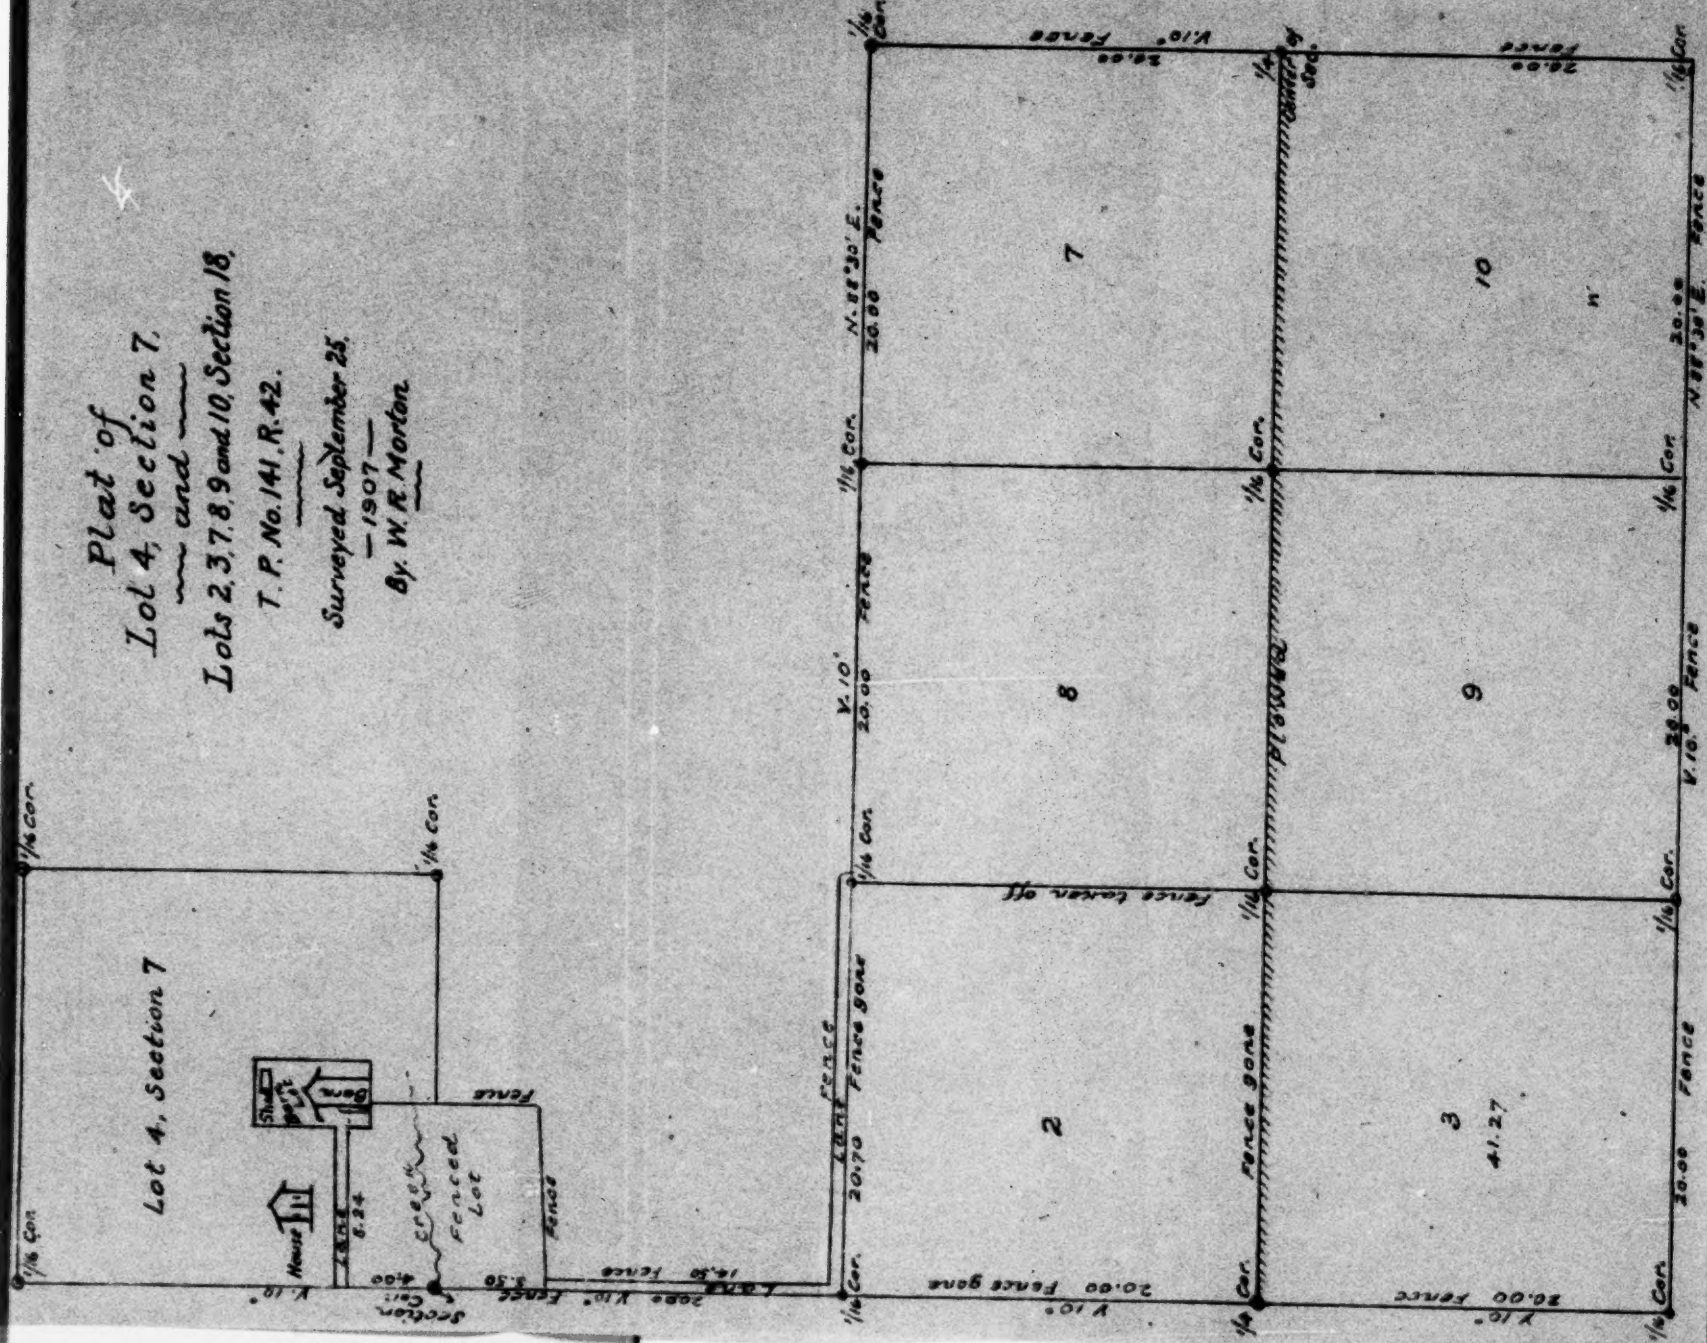 Plat of
Lot 4, Section 7,
and
Lots 2,3,7,8,9 and 10, Section 18,
T.P. No. 141, R. 42.
Surveyed September 25,
— 1907 —
By. W. R. Morton
1/16 Cor.
1/16 Cor.
1/16 Cor.
Lot 4, Section 7
House
Lane
5.24
Shed
Barn
Lot
Barn
Creek
Fenced
Lot
Fence
Fence
V. 10°
4.00
Section
Cor.
5.50
Fence
V 10°
20.00
14.50 Fence
Lane
Lane
Fence
1/16 Cor.
20.70
Fence gone
1/16 Cor.
V. 10°
20.00
Fence
1/16 Cor.
N. 88° 30' E.
20.00
Fence
1/16
Cor.
V 10°
20.00 Fence gone
2
Fence taken off
8
7
20.00
Fence
V. 10°
1/4 Cor.
Fence gone
1/16 Cor.
Plowed
1/16 Cor.
1/4
Center of
Sec.
V 10°
20.00 Fence
3
41.27
9
10
20.00
Fence
1/16 Cor.
20.00
Fence
1/16 Cor.
20.00
V. 10.°
Fence
1/16 Cor.
20.00
N. 88° 30' E.
Fence
1/16 Cor